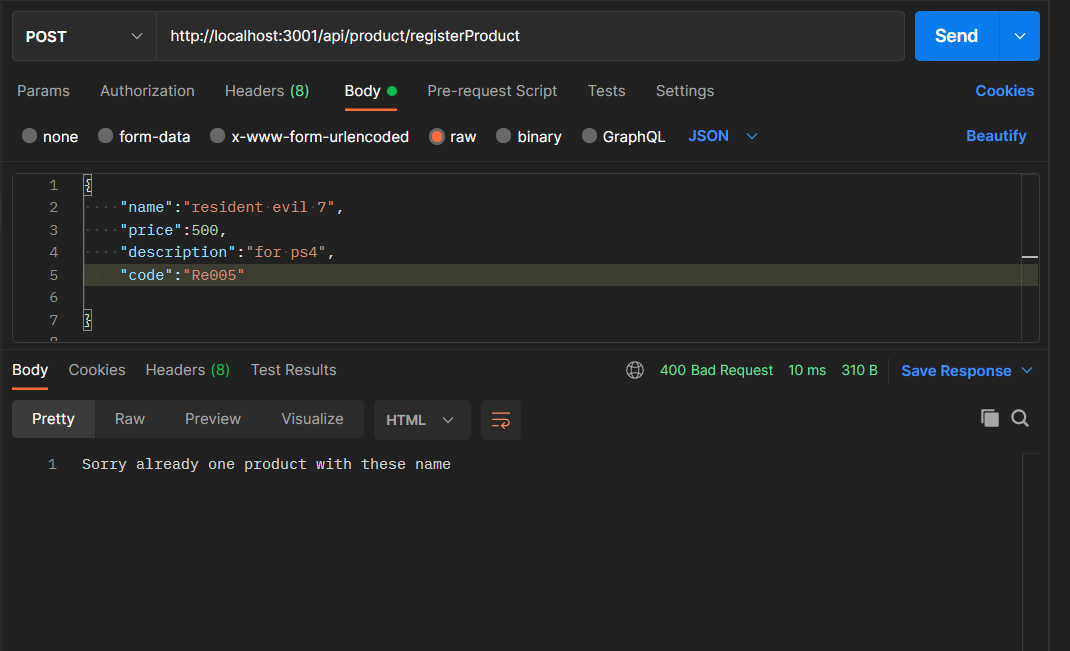 POST http://localhost:3001/api/product/registerProduct Send
Params Authorization Headers (8) Body Pre-request Script Tests Settings Cookies
none form-data x-www-form-urlencoded raw binary GraphQL JSON Beautify
1 {
2 ····"name":"resident·evil·7",
3 ····"price":500,
4 ····"description":"for·ps4",
5 ····"code":"Re005"
6
7 }
Body Cookies Headers (8) Test Results 400 Bad Request 10 ms 310 B Save Response
Pretty Raw Preview Visualize HTML
1 Sorry already one product with these name